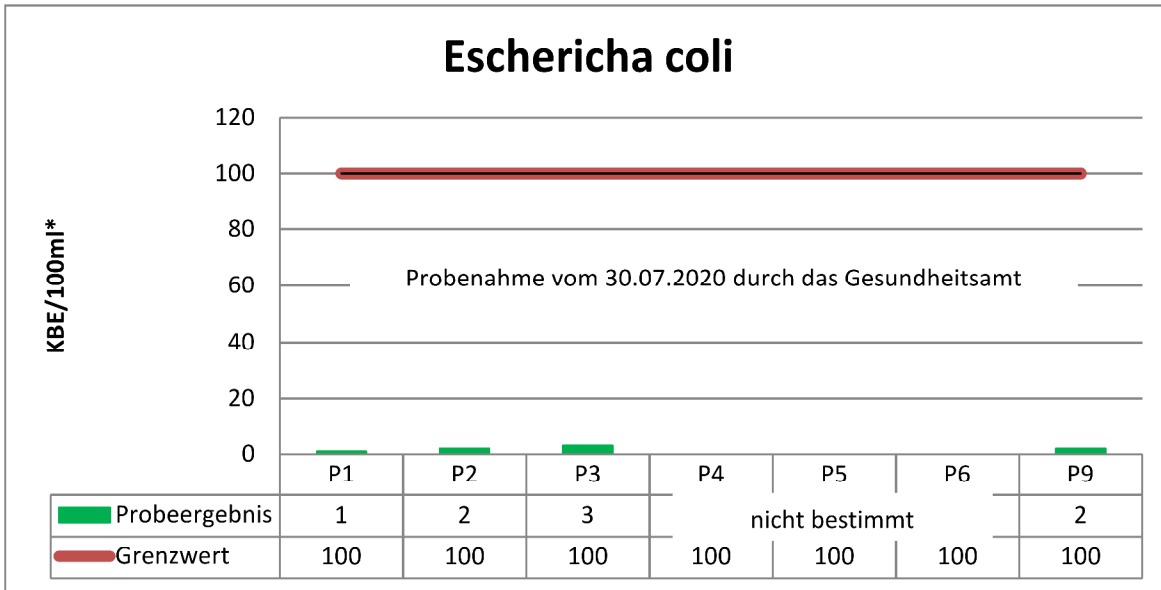 Eschericha coli
KBE/100ml*
120
100
80
60
40
20
0
Probenahme vom 30.07.2020 durch das Gesundheitsamt
P1 P2 P3 P4 P5 P6 P9
Probeergebnis 1 2 3 nicht bestimmt 2
Grenzwert 100 100 100 100 100 100 100